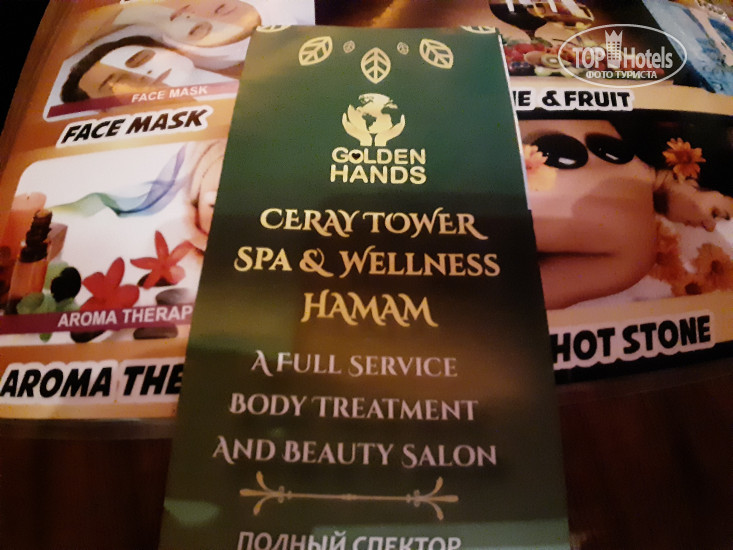 TOP Hotels
ФОТО ТУРИСТА
FACE MASK
FACE MASK
& FRUIT
GOLDEN
HANDS
CERAY TOWER
SPA & WELLNESS
HAMAM
A FULL SERVICE
BODY TREATMENT
AND BEAUTY SALON
ПОЛНЫЙ СПЕКТОР
AROMA THERAP
AROMA THE
HOT STONE